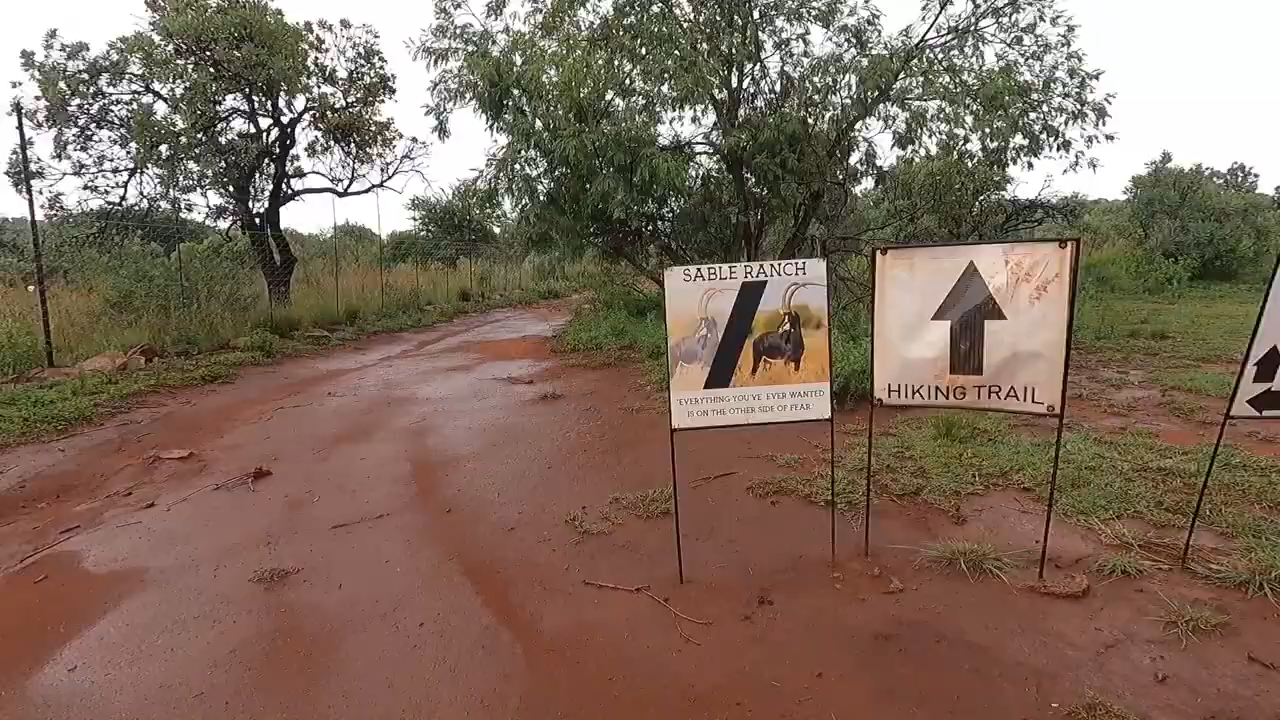 SABLE RANCH
"EVERYTHING YOU'VE EVER WANTED
IS ON THE OTHER SIDE OF FEAR."
HIKING TRAIL